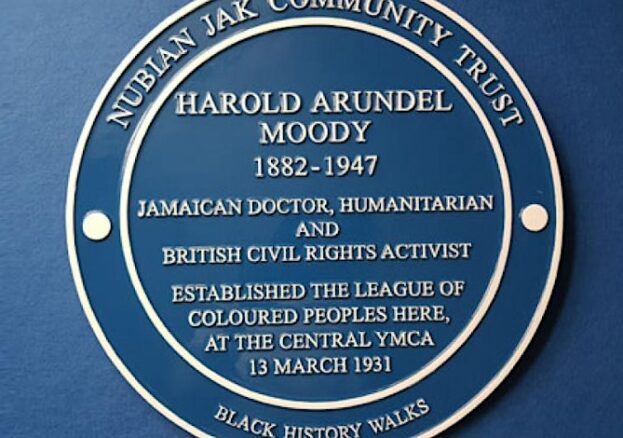 NUBIAN JAK COMMUNITY TRUST
HAROLD ARUNDEL
MOODY
1882-1947
JAMAICAN DOCTOR, HUMANITARIAN
AND
BRITISH CIVIL RIGHTS ACTIVIST
ESTABLISHED THE LEAGUE OF
COLOURED PEOPLES HERE,
AT THE CENTRAL YMCA
13 MARCH 1931
BLACK HISTORY WALKS